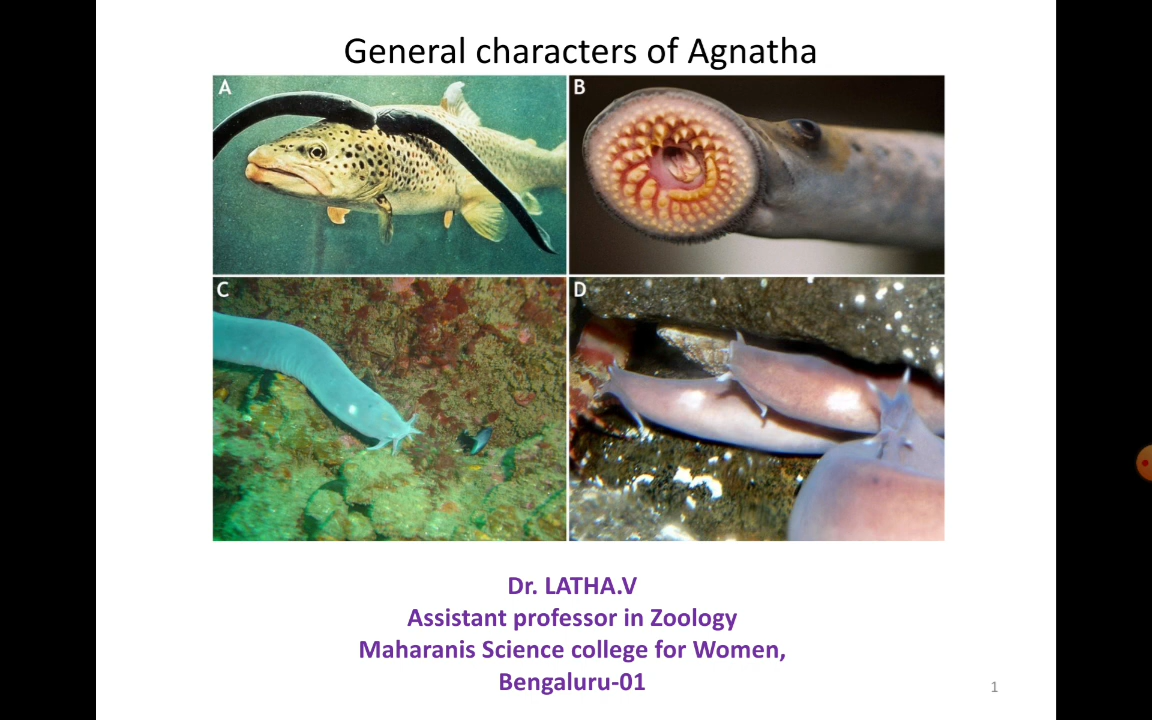 General characters of Agnatha
A
B
C
D
Dr. LATHA.V
Assistant professor in Zoology
Maharanis Science college for Women,
Bengaluru-01
1